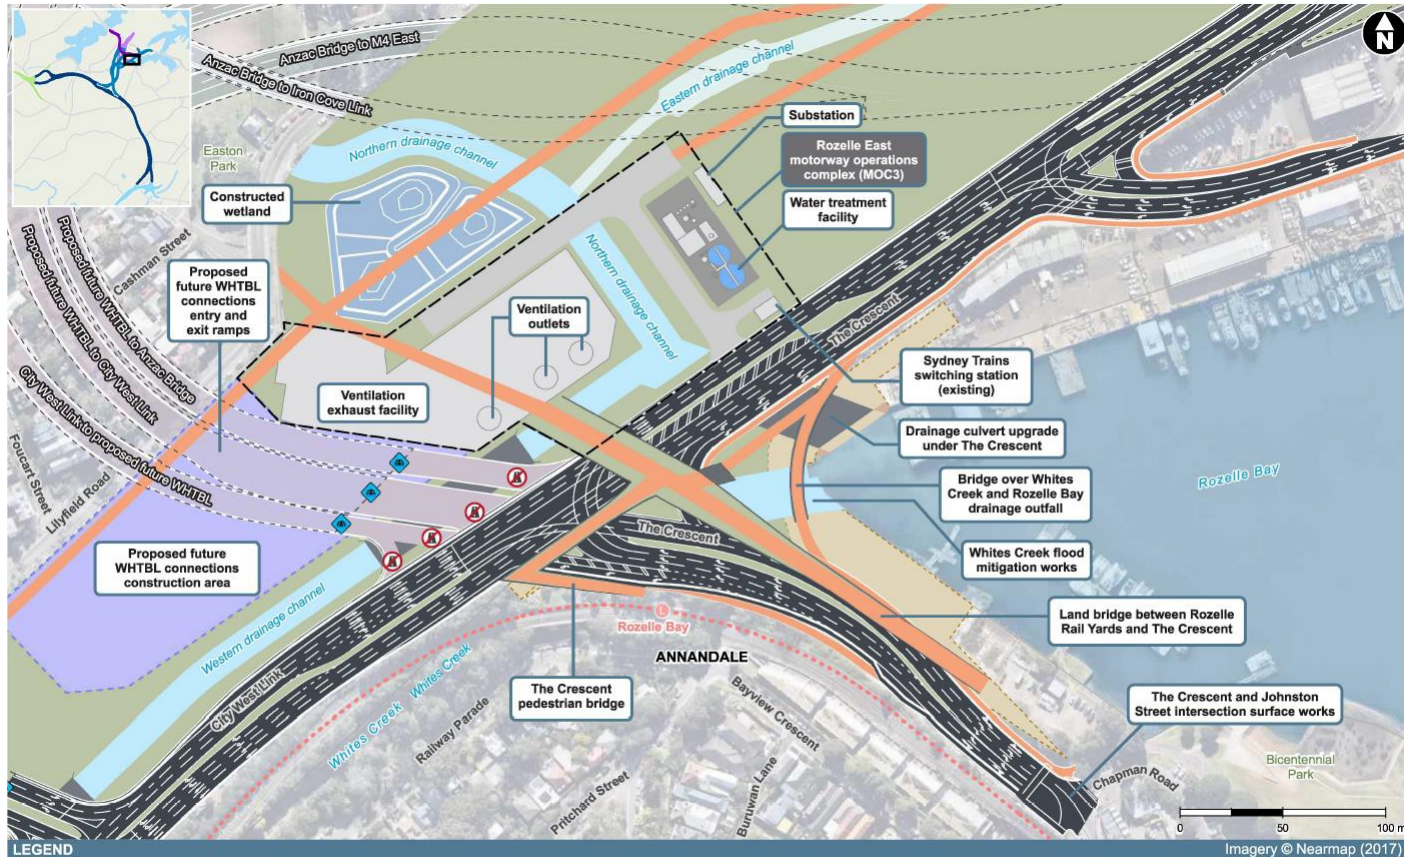 Anzac Bridge to M4 East
Anzac Bridge to Iron Cove Link
N
Eastern drainage channel
Easton
Park
Northern drainage channel
Substation
Rozelle East
motorway operations
complex (MOC3)
Water treatment
facility
Constructed
wetland
Cashman Street
Proposed future WHTBL to Anzac Bridge
Proposed future WHTBL to City West Link
City West Link to proposed future WHTBL
Proposed
future WHTBL
connections
entry and
exit ramps
Ventilation
outlets
Northern drainage channel
The Crescent
Ventilation
exhaust facility
Sydney Trains
switching station
(existing)
Drainage culvert upgrade
under The Crescent
Rozelle Bay
Foucart Street
Lilyfield Road
Bridge over Whites
Creek and Rozelle Bay
drainage outfall
The Crescent
Whites Creek flood
mitigation works
Proposed future
WHTBL connections
construction area
Land bridge between Rozelle
Rail Yards and The Crescent
Western drainage channel
L
Rozelle Bay
ANNANDALE
City West Link
Whites Creek
Whites Creek
Railway Parade
The Crescent
pedestrian bridge
Bayview Crescent
The Crescent and Johnston
Street intersection surface works
Pritchard Street
Buruwan Lane
Chapman Road
Bicentennial
Park
0 50 100 m
LEGEND
Imagery © Nearmap (2017)